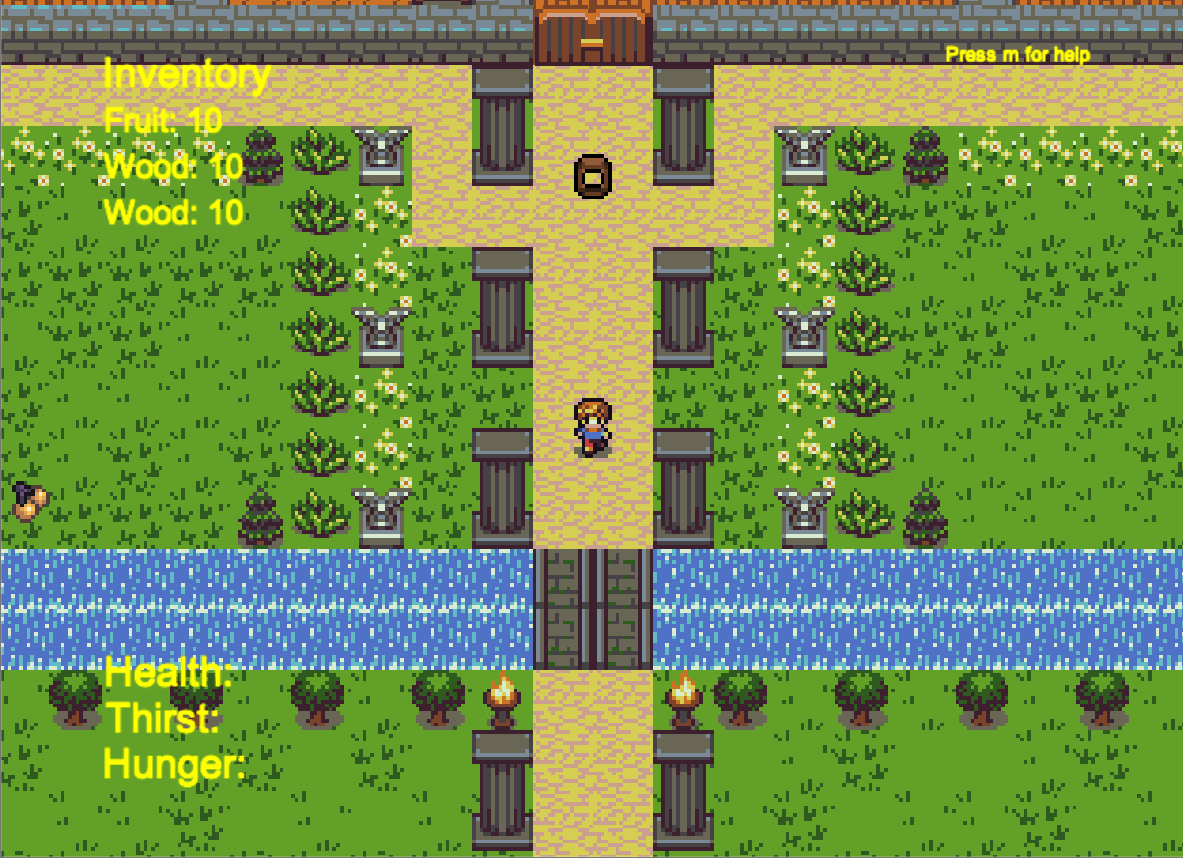 Press m for help
Inventory
Fruit: 10
Wood: 10
Wood: 10
Health:
Thirst:
Hunger: